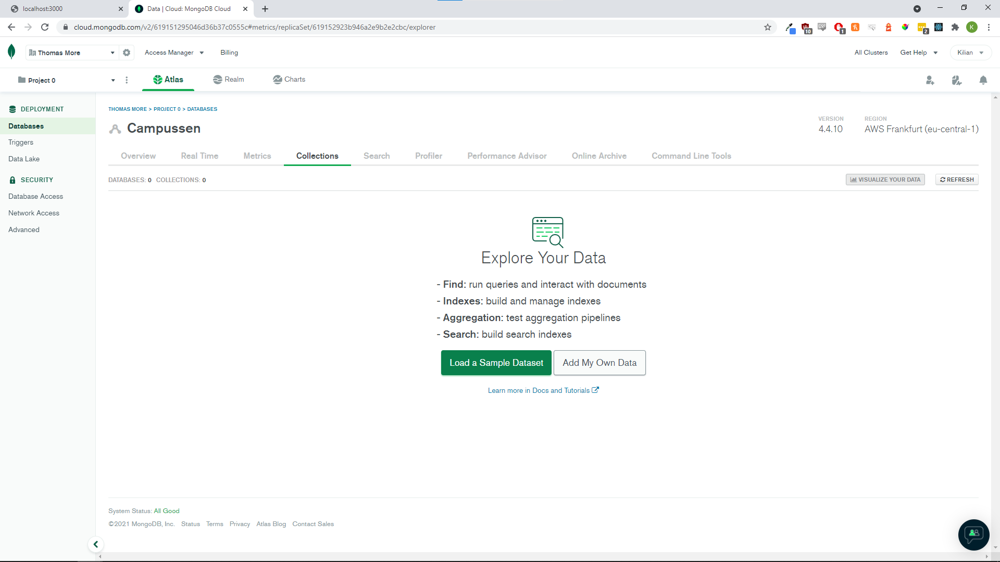 localhost:3000
Data | Cloud: MongoDB Cloud
cloud.mongodb.com/v2/619151295046d36b37c0555c#metrics/replicaSet/619152923b946a2e9b2e2cbc/explorer
10
CSS
1
2
K
Thomas More
Access Manager
Billing
All Clusters
Get Help
Kilian
Project 0
Atlas
Realm
Charts
DEPLOYMENT
Databases
Triggers
Data Lake
SECURITY
Database Access
Network Access
Advanced
THOMAS MORE > PROJECT 0 > DATABASES
Campussen
VERSION
4.4.10
REGION
AWS Frankfurt (eu-central-1)
Overview Real Time Metrics Collections Search Profiler Performance Advisor Online Archive Command Line Tools
DATABASES: 0 COLLECTIONS: 0
VISUALIZE YOUR DATA
REFRESH
Explore Your Data
- Find: run queries and interact with documents
- Indexes: build and manage indexes
- Aggregation: test aggregation pipelines
- Search: build search indexes
Load a Sample Dataset
Add My Own Data
Learn more in Docs and Tutorials
System Status: All Good
©2021 MongoDB, Inc. Status Terms Privacy Atlas Blog Contact Sales